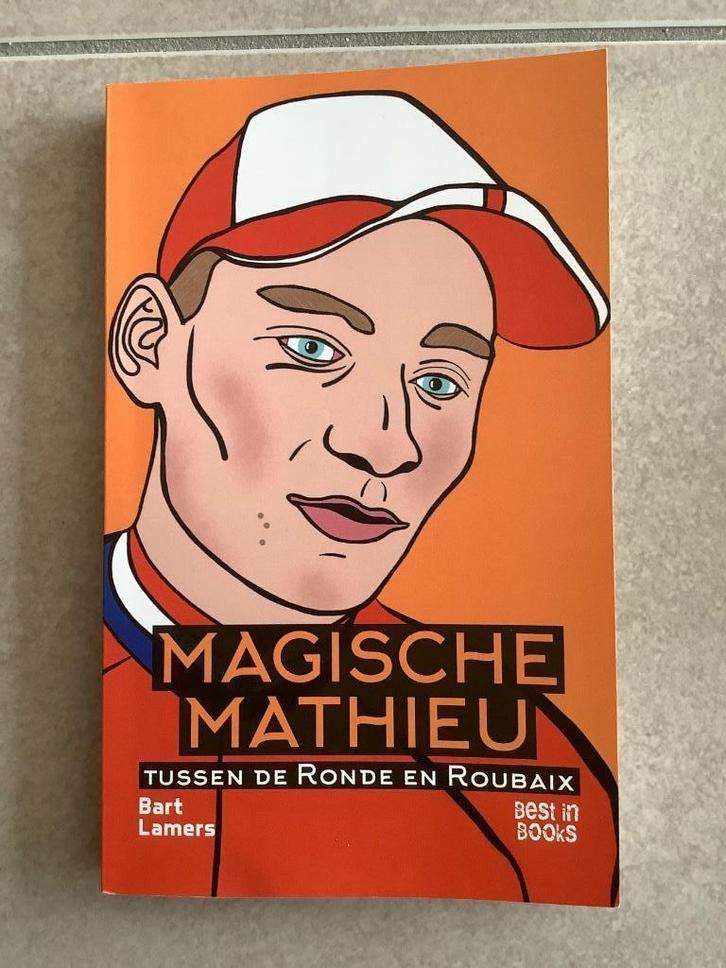 MAGISCHE
MATHIEU
TUSSEN DE RONDE EN ROUBAIX
Bart
Lamers
Best in
BOOkS